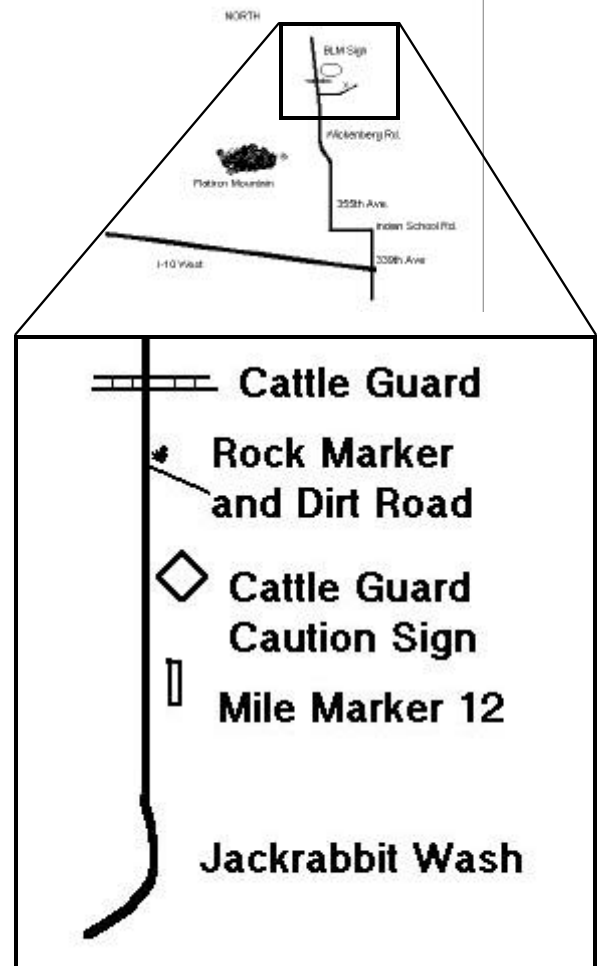 NORTH
BLM Sign
Wickenberg Rd.
Flatiron Mountain
355th Ave.
Indian School Rd.
I-10 West
339th Ave
Cattle Guard
Rock Marker
and Dirt Road
Cattle Guard
Caution Sign
Mile Marker 12
Jackrabbit Wash